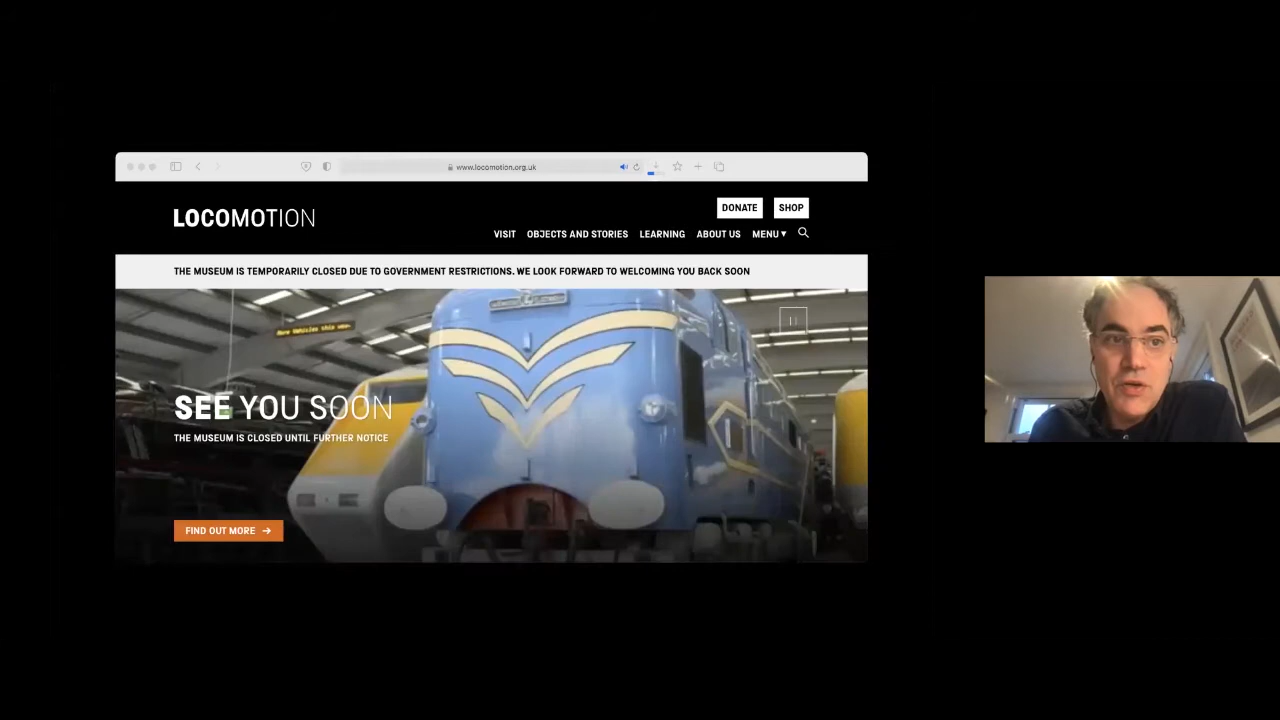 www.locomotion.org.uk
LOCOMOTION
DONATE SHOP
VISIT OBJECTS AND STORIES LEARNING ABOUT US MENU ▾
THE MUSEUM IS TEMPORARILY CLOSED DUE TO GOVERNMENT RESTRICTIONS. WE LOOK FORWARD TO WELCOMING YOU BACK SOON
SEE YOU SOON
THE MUSEUM IS CLOSED UNTIL FURTHER NOTICE
FIND OUT MORE →